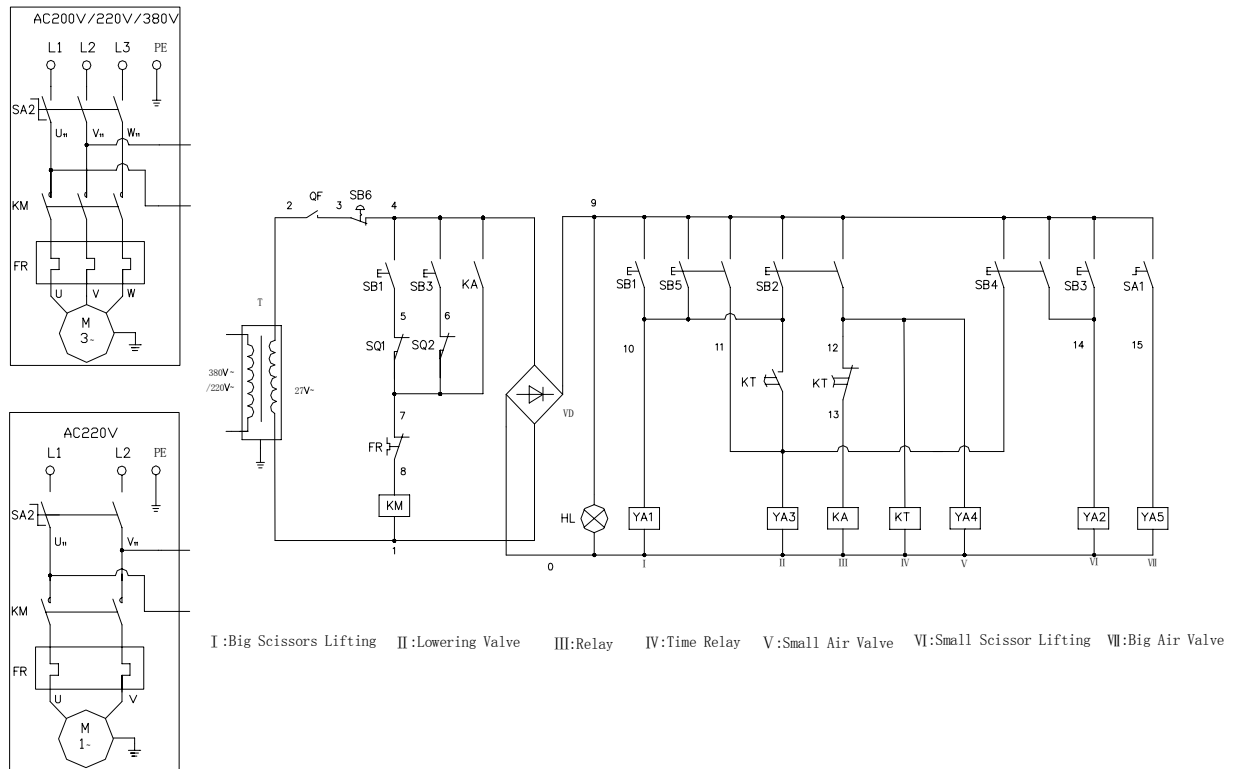 AC200V/220V/380V
L1 L2 L3 PE
SA2
U11 V11 W11
KM
FR
U V W
M
3~
AC220V
L1 L2 PE
SA2
U11 V11
KM
FR
U V
M
1~
2 QF 3 SB6 4 9
SB1 SB3 KA SB1 SB5 SB2 SB4 SB3 SA1
T
5 6
SQ1 SQ2 10 11 12 14 15
380V~
/220V~ 27V~
KT KT
VD
7 13
FR
8
KM
HL YA1 YA3 KA KT YA4 YA2 YA5
1
0 I II III IV V VI VII
I:Big Scissors Lifting II:Lowering Valve III:Relay IV:Time Relay V:Small Air Valve VI:Small Scissor Lifting VII:Big Air Valve